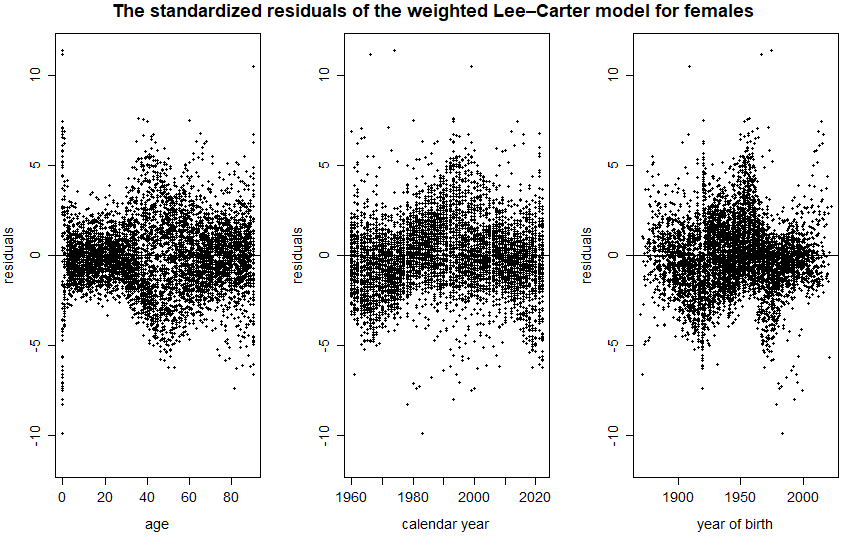 The standardized residuals of the weighted Lee–Carter model for females
residuals
-10 -5 0 5 10
0 20 40 60 80
age
residuals
-10 -5 0 5 10
1960 1980 2000 2020
calendar year
residuals
-10 -5 0 5 10
1900 1950 2000
year of birth